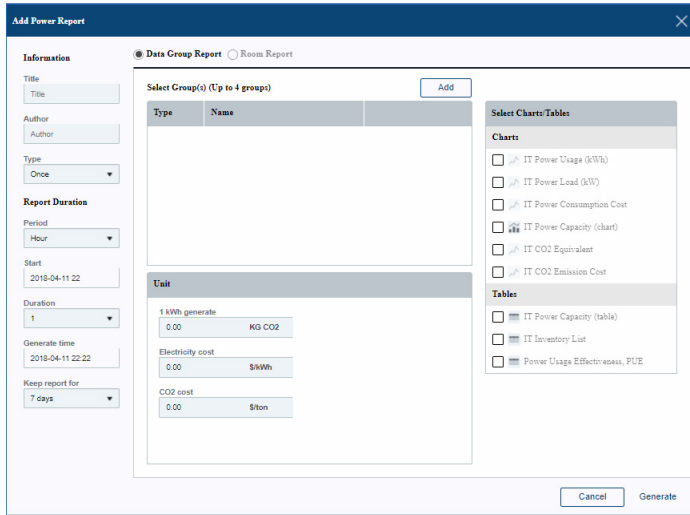 Add Power Report
Information
Title
Title
Author
Author
Type
Once
Report Duration
Period
Hour
Start
2018-04-11 22
Duration
1
Generate time
2018-04-11 22:22
Keep report for
7 days
Data Group Report Room Report
Select Group(s) (Up to 4 groups) Add
Type Name
Unit
1 kWh generate
0.00 KG CO2
Electricity cost
0.00 $/kWh
CO2 cost
0.00 $/ton
Select Charts/Tables
Charts
IT Power Usage (kWh)
IT Power Load (kW)
IT Power Consumption Cost
IT Power Capacity (chart)
IT CO2 Equivalent
IT CO2 Emission Cost
Tables
IT Power Capacity (table)
IT Inventory List
Power Usage Effectiveness, PUE
Cancel Generate